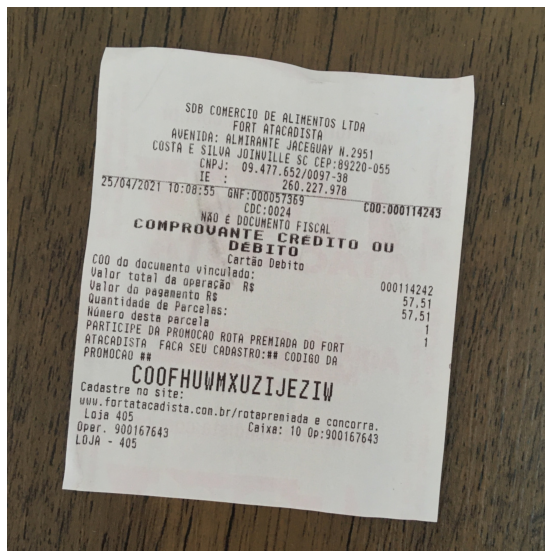 SDB COMERCIO DE ALIMENTOS LTDA
FORT ATACADISTA
AVENIDA: ALMIRANTE JACEGUAY N.2951
COSTA E SILVA JOINVILLE SC CEP:89220-055
CNPJ: 09.477.652/0097-38
IE : 260.227.978
25/04/2021 10:08:55 GNF:000057369 COO:000114243
CDC:0024
NÃO É DOCUMENTO FISCAL
COMPROVANTE CRÉDITO OU
DÉBITO
Cartão Debito
COO do documento vinculado: 000114242
Valor total da operação R$ 57,51
Valor do pagamento R$ 57,51
Quantidade de Parcelas: 1
Número desta parcela 1
PARTICIPE DA PROMOCAO ROTA PREMIADA DO FORT
ATACADISTA FACA SEU CADASTRO:## CODIGO DA
PROMOCAO ##
COOFHUWMXUZIJEZIW
Cadastre no site:
www.fortatacadista.com.br/rotapremiada e concorra.
Loja 405 Caixa: 10 Op:900167643
Oper. 900167643
LOJA - 405